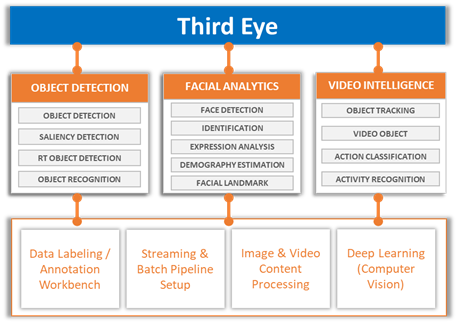 Third Eye
OBJECT DETECTION
OBJECT DETECTION
SALIENCY DETECTION
RT OBJECT DETECTION
OBJECT RECOGNITION
FACIAL ANALYTICS
FACE DETECTION
IDENTIFICATION
EXPRESSION ANALYSIS
DEMOGRAPHY ESTIMATION
FACIAL LANDMARK
VIDEO INTELLIGENCE
OBJECT TRACKING
VIDEO OBJECT
ACTION CLASSIFICATION
ACTIVITY RECOGNITION
Data Labeling /
Annotation
Workbench
Streaming &
Batch Pipeline
Setup
Image & Video
Content
Processing
Deep Learning
(Computer
Vision)